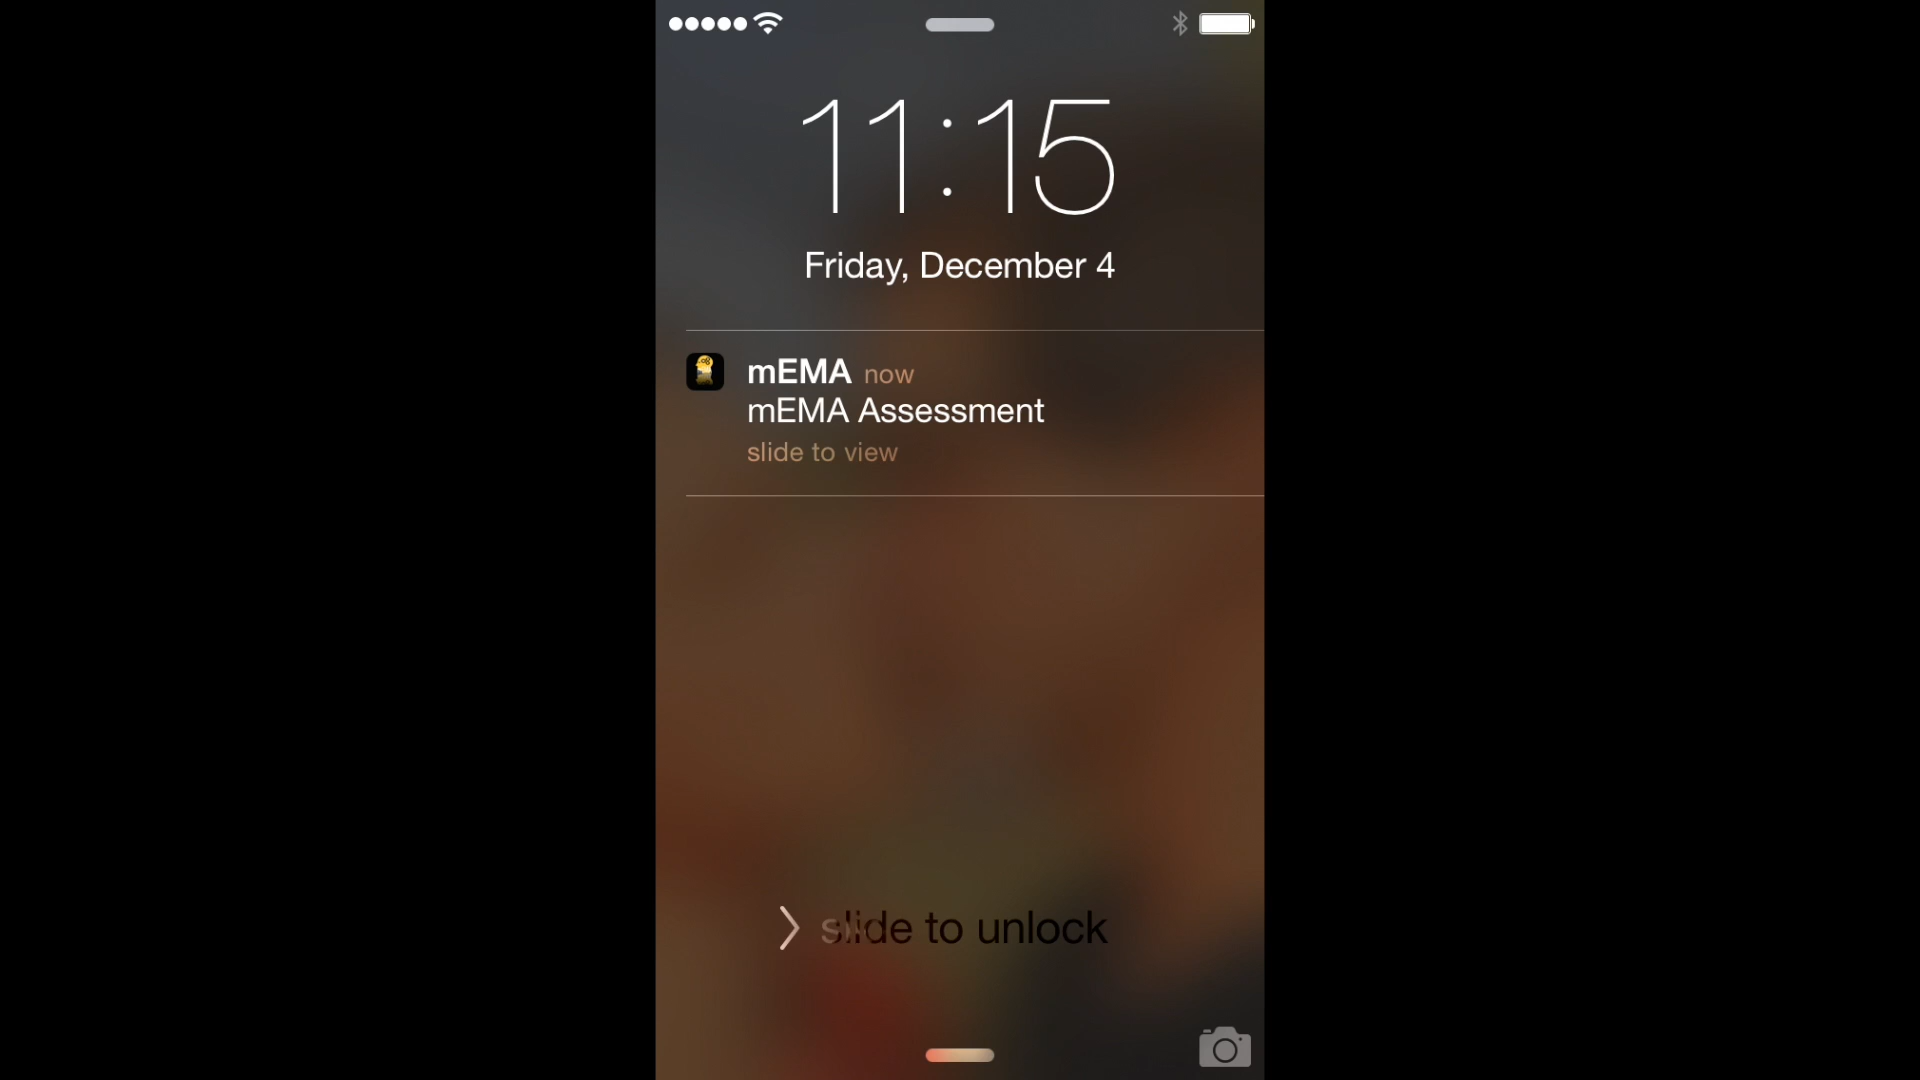 11:15
Friday, December 4
mEMA now
mEMA Assessment
slide to view
slide to unlock